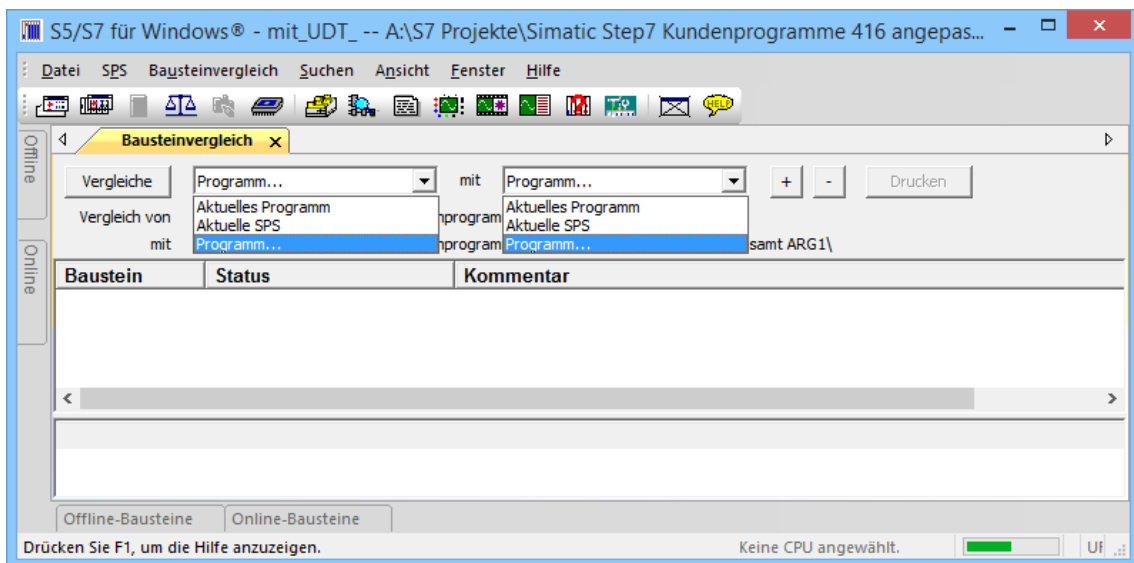 S5/S7 für Windows® - mit_UDT_ -- A:\S7 Projekte\Simatic Step7 Kundenprogramme 416 angepas...
Datei SPS Bausteinvergleich Suchen Ansicht Fenster Hilfe
HELP
Offline
Online
Bausteinvergleich x
Vergleiche Programm... mit Programm... + - Drucken
Aktuelles Programm Aktuelles Programm
Vergleich von Aktuelle SPS nprogram Aktuelle SPS
mit Programm... nprogram Programm... samt ARG1\
Baustein Status Kommentar
Offline-Bausteine Online-Bausteine
Drücken Sie F1, um die Hilfe anzuzeigen. Keine CPU angewählt. UF